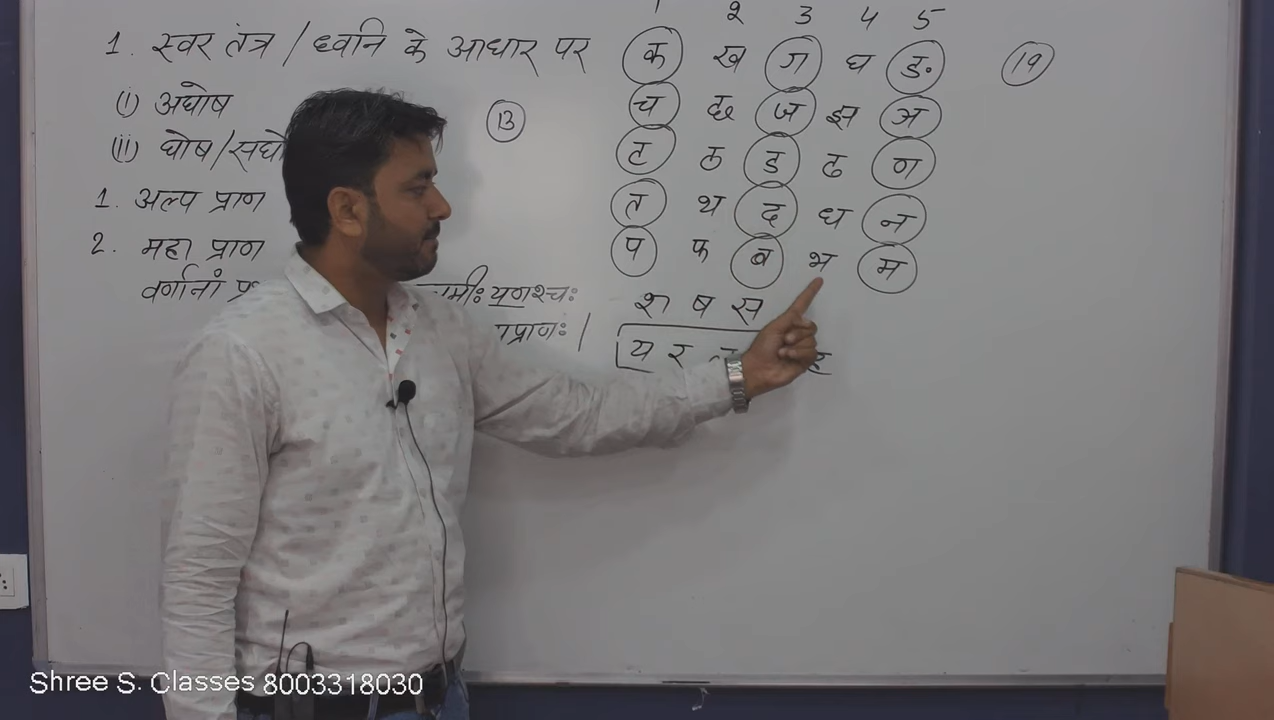 1 2 3 4 5
1. स्वर तंत्र / ध्वनि के आधार पर
(i) अघोष
(ii) घोष/सघो
1. अल्प प्राण
2. महा प्राण
वर्णानां यणश्चः
प्राणः |
13
क ख ग घ ङ
च छ ज झ ञ
ट ठ ड ढ ण
त थ द ध न
प फ ब भ म
श ष स
य र ह
19
Shree S. Classes 8003318030